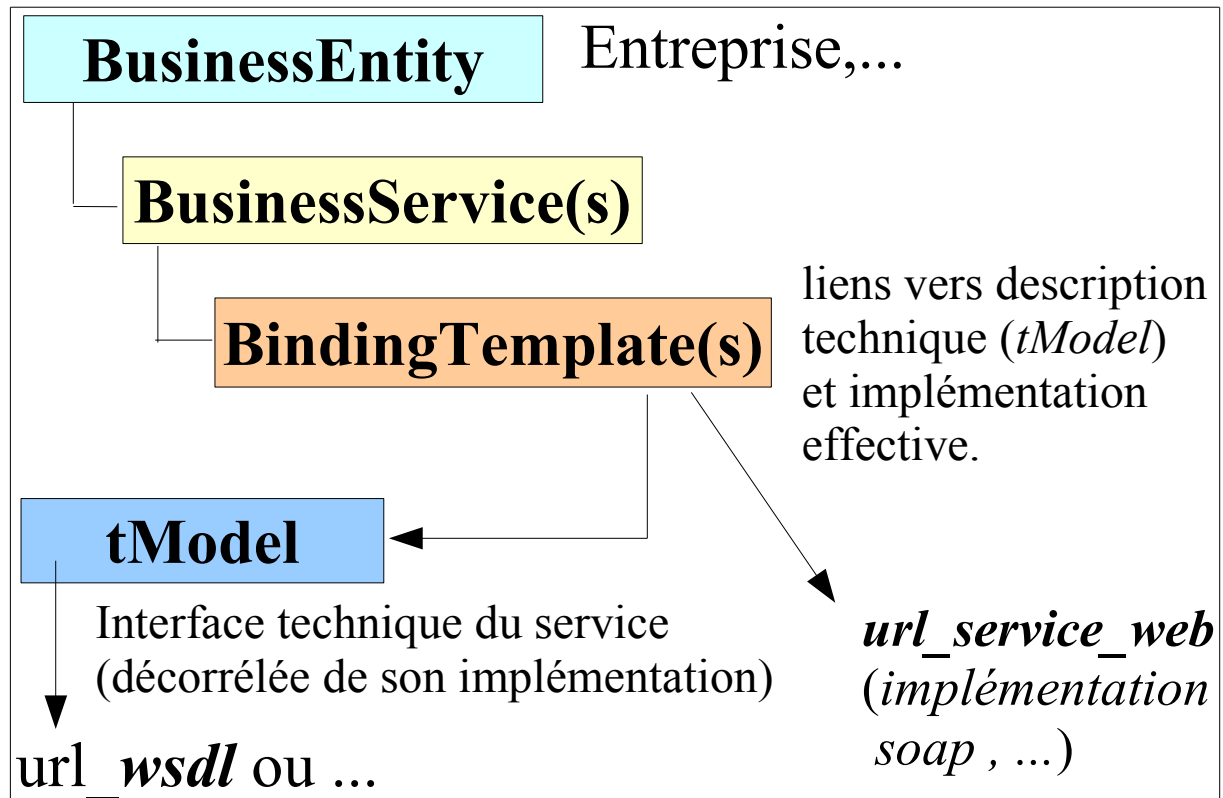 BusinessEntity
Entreprise,...
BusinessService(s)
BindingTemplate(s)
liens vers description
technique (tModel)
et implémentation
effective.
tModel
Interface technique du service
(décorrélée de son implémentation)
url_wsdl ou ...
url_service_web
(implémentation
soap , ...)